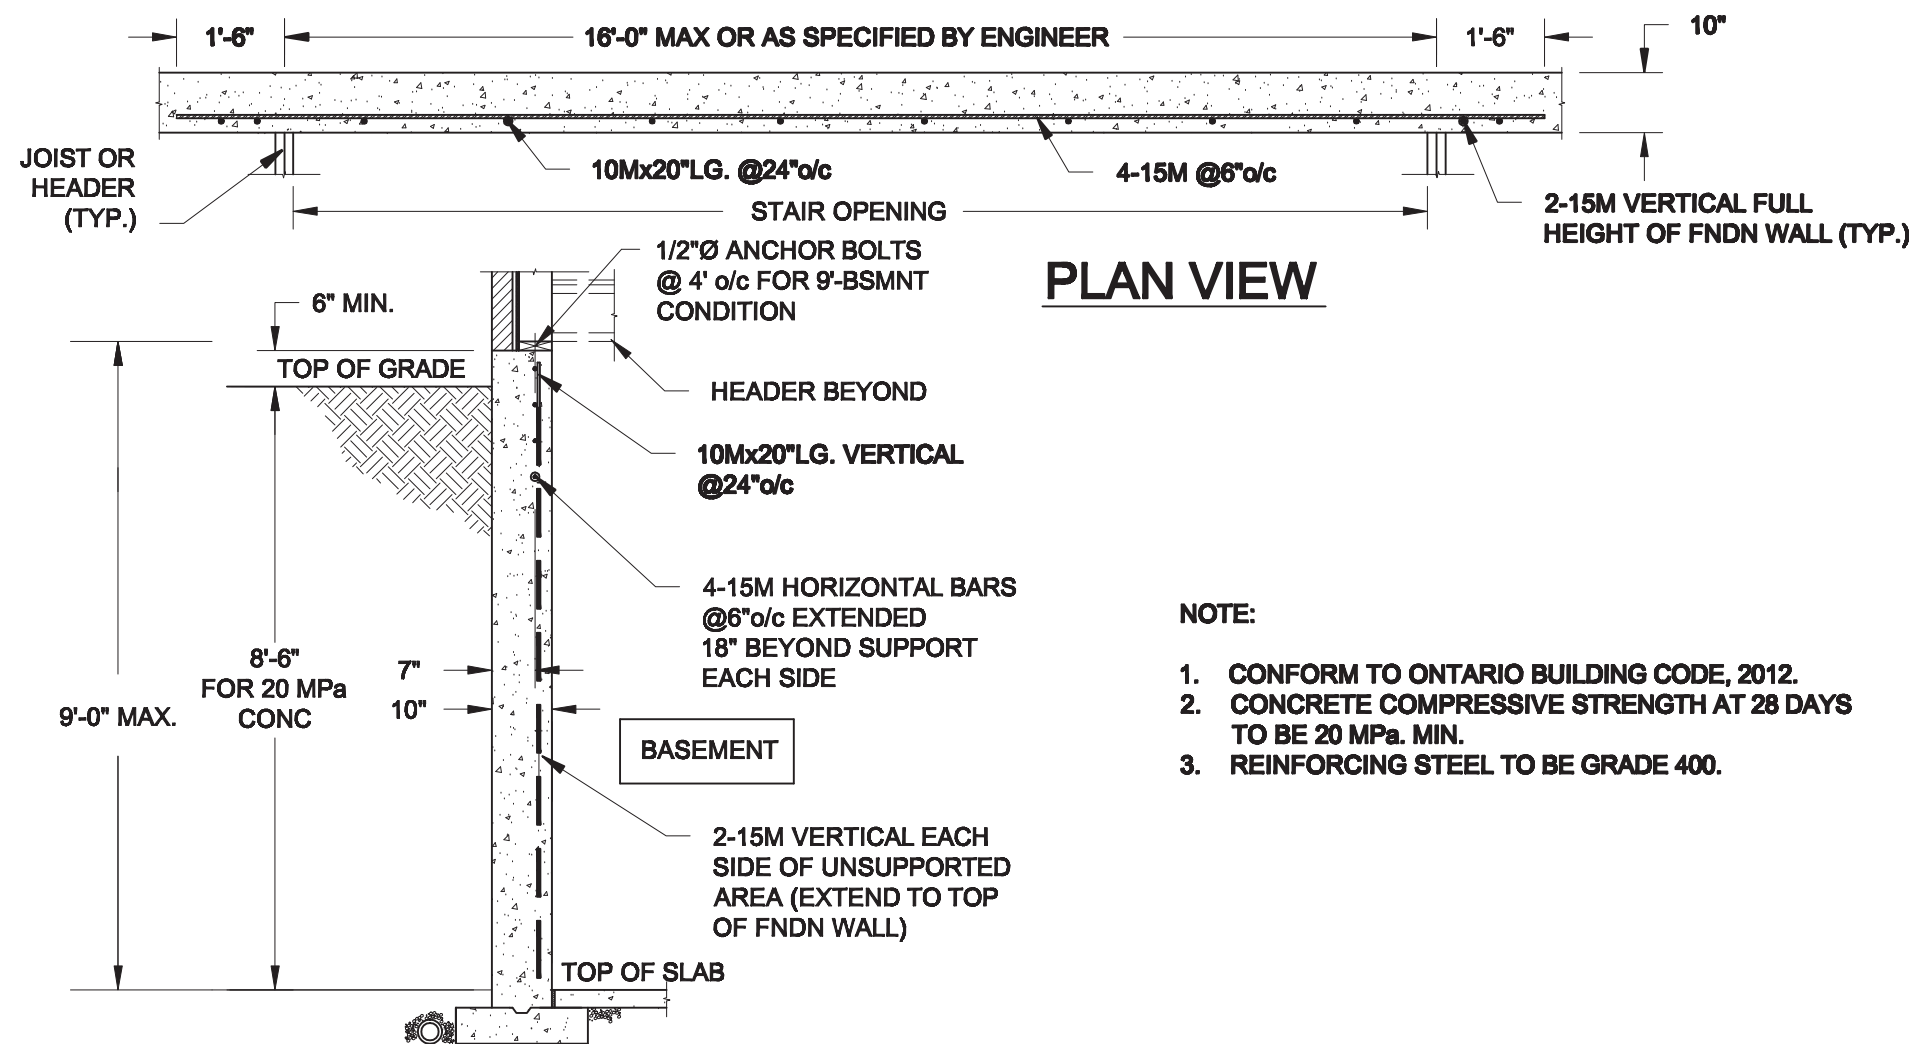 1'-6"
16'-0" MAX OR AS SPECIFIED BY ENGINEER
1'-6"
10"
JOIST OR
HEADER
(TYP.)
10Mx20"LG. @24"o/c
4-15M @6"o/c
2-15M VERTICAL FULL
HEIGHT OF FNDN WALL (TYP.)
STAIR OPENING
PLAN VIEW
1/2"Ø ANCHOR BOLTS
@ 4' o/c FOR 9'-BSMNT
CONDITION
6" MIN.
TOP OF GRADE
HEADER BEYOND
10Mx20"LG. VERTICAL
@24"o/c
4-15M HORIZONTAL BARS
@6"o/c EXTENDED
18" BEYOND SUPPORT
EACH SIDE
8'-6"
FOR 20 MPa
CONC
9'-0" MAX.
7"
10"
BASEMENT
2-15M VERTICAL EACH
SIDE OF UNSUPPORTED
AREA (EXTEND TO TOP
OF FNDN WALL)
TOP OF SLAB
NOTE:
1. CONFORM TO ONTARIO BUILDING CODE, 2012.
2. CONCRETE COMPRESSIVE STRENGTH AT 28 DAYS
TO BE 20 MPa. MIN.
3. REINFORCING STEEL TO BE GRADE 400.